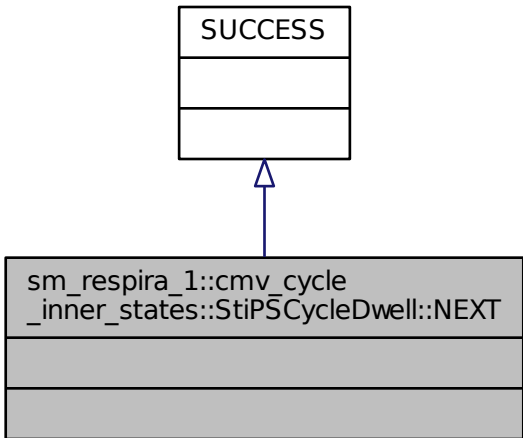 SUCCESS
sm_respira_1::cmv_cycle
_inner_states::StiPSCycleDwell::NEXT